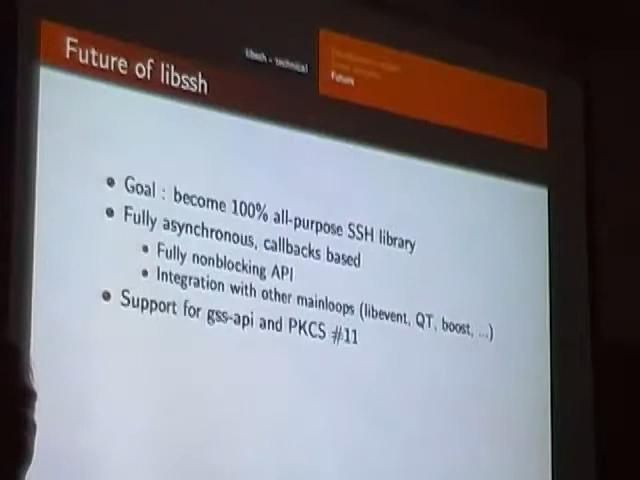 Future of libssh
libssh - technical
Future
Goal : become 100% all-purpose SSH library
Fully asynchronous, callbacks based
Fully nonblocking API
Integration with other mainloops (libevent, QT, boost, ...)
Support for gss-api and PKCS #11